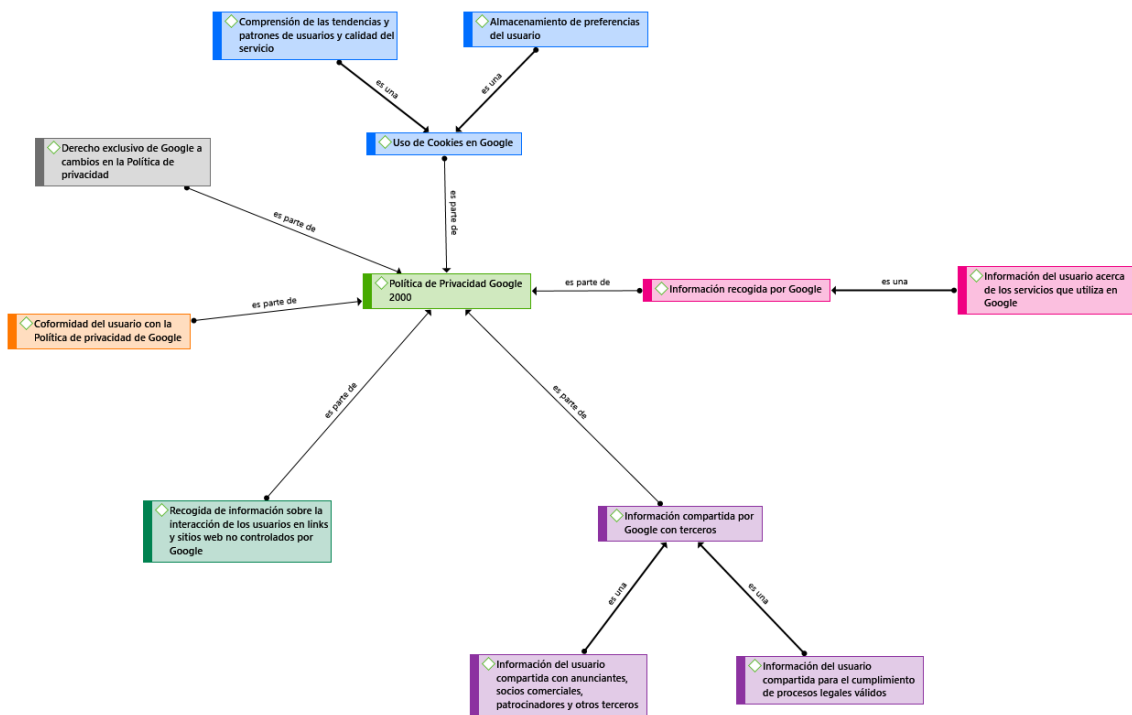 Comprensión de las tendencias y
patrones de usuarios y calidad del
servicio
Almacenamiento de preferencias
del usuario
es una
es una
Uso de Cookies en Google
Derecho exclusivo de Google a
cambios en la Política de
privacidad
es parte de
es parte de
Política de Privacidad Google
2000
es parte de
Información recogida por Google
es una
Información del usuario acerca
de los servicios que utiliza en
Google
es parte de
Coformidad del usuario con la
Política de privacidad de Google
es parte de
es parte de
Recogida de información sobre la
interacción de los usuarios en links
y sitios web no controlados por
Google
Información compartida por
Google con terceros
es una
es una
Información del usuario
compartida con anunciantes,
socios comerciales,
patrocinadores y otros terceros
Información del usuario
compartida para el cumplimiento
de procesos legales válidos